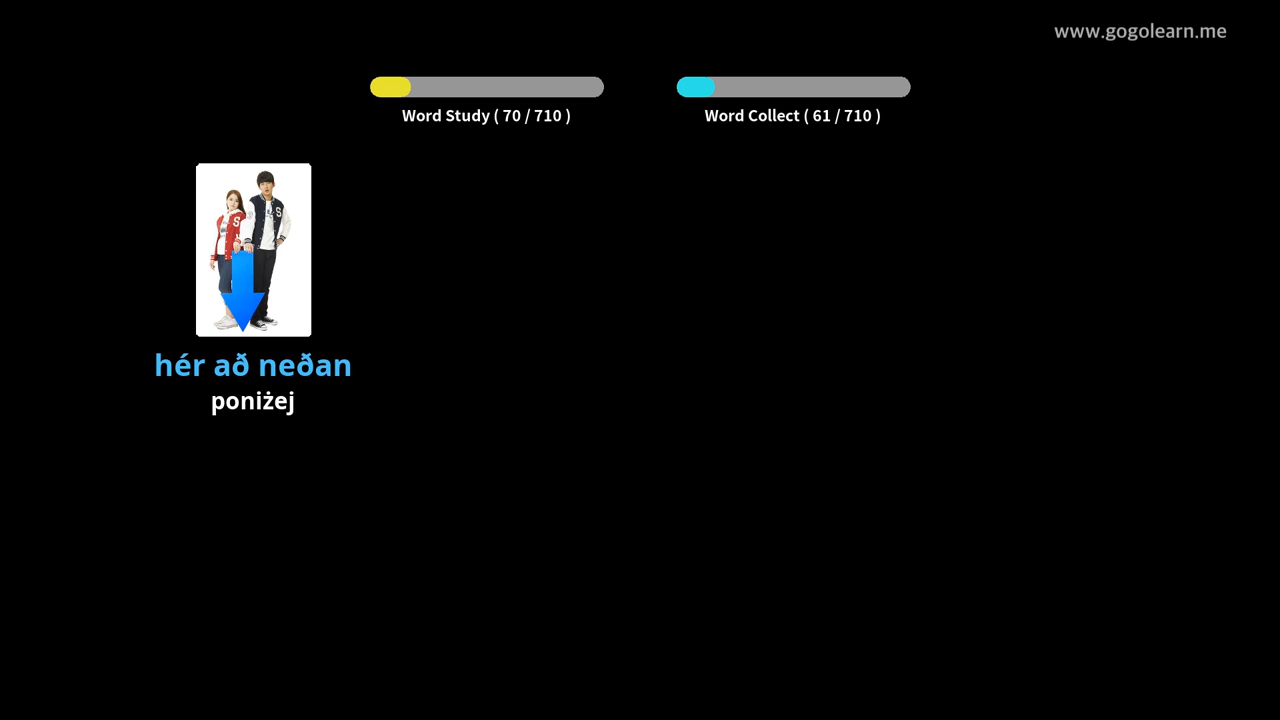 www.gogolearn.me
Word Study ( 70 / 710 )
Word Collect ( 61 / 710 )
S
S
hér að neðan
poniżej